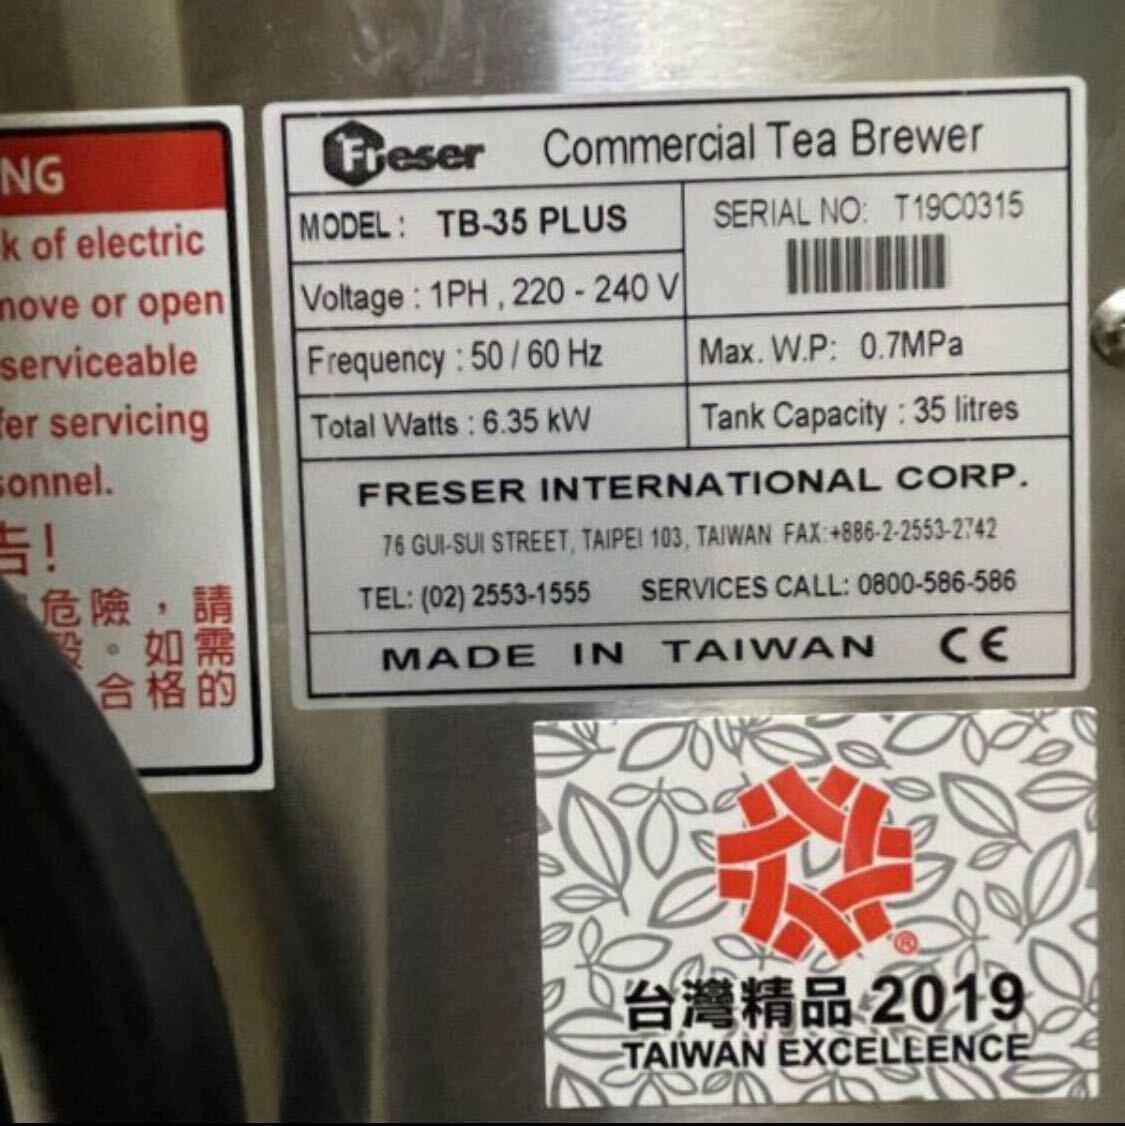 NG
k of electric
move or open
serviceable
fer servicing
sonnel.
告！
危險，請
。如需
合格的
Freser Commercial Tea Brewer
MODEL: TB-35 PLUS
SERIAL NO: T19C0315
Voltage : 1PH , 220 - 240 V
Frequency : 50 / 60 Hz
Max. W.P: 0.7MPa
Total Watts : 6.35 kW
Tank Capacity : 35 litres
FRESER INTERNATIONAL CORP.
76 GUI-SUI STREET, TAIPEI 103, TAIWAN FAX:+886-2-2553-2742
TEL: (02) 2553-1555 SERVICES CALL: 0800-586-586
MADE IN TAIWAN CE
®
台灣精品 2019
TAIWAN EXCELLENCE